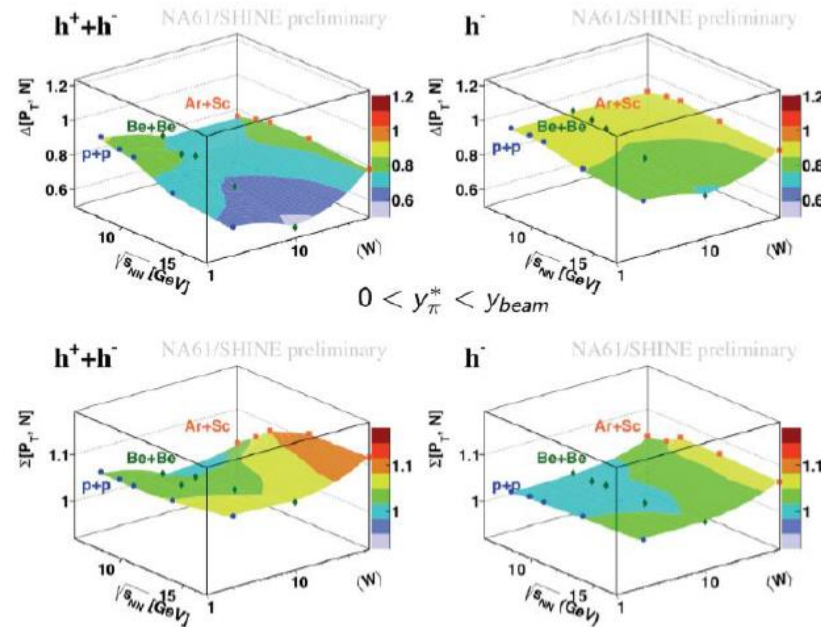 h⁺+h⁻ NA61/SHINE preliminary
Δ[P_T, N]
1.2
1
0.8
0.6
Ar+Sc
Be+Be
p+p
1.2
1
0.8
0.6
10
15
√s_NN [GeV]
1
10
⟨W⟩
h⁻ NA61/SHINE preliminary
Δ[P_T, N]
1.2
1
0.8
0.6
Ar+Sc
Be+Be
p+p
1.2
1
0.8
0.6
10
15
√s_NN [GeV]
1
10
⟨W⟩
0 < y*_π < y_beam
h⁺+h⁻ NA61/SHINE preliminary
Σ[P_T, N]
1.1
1
Ar+Sc
Be+Be
p+p
1.1
1
10
15
√s_NN [GeV]
1
10
⟨W⟩
h⁻ NA61/SHINE preliminary
Σ[P_T, N]
1.1
1
Ar+Sc
Be+Be
p+p
1.1
1
10
15
√s_NN (GeV)
1
10
⟨W⟩